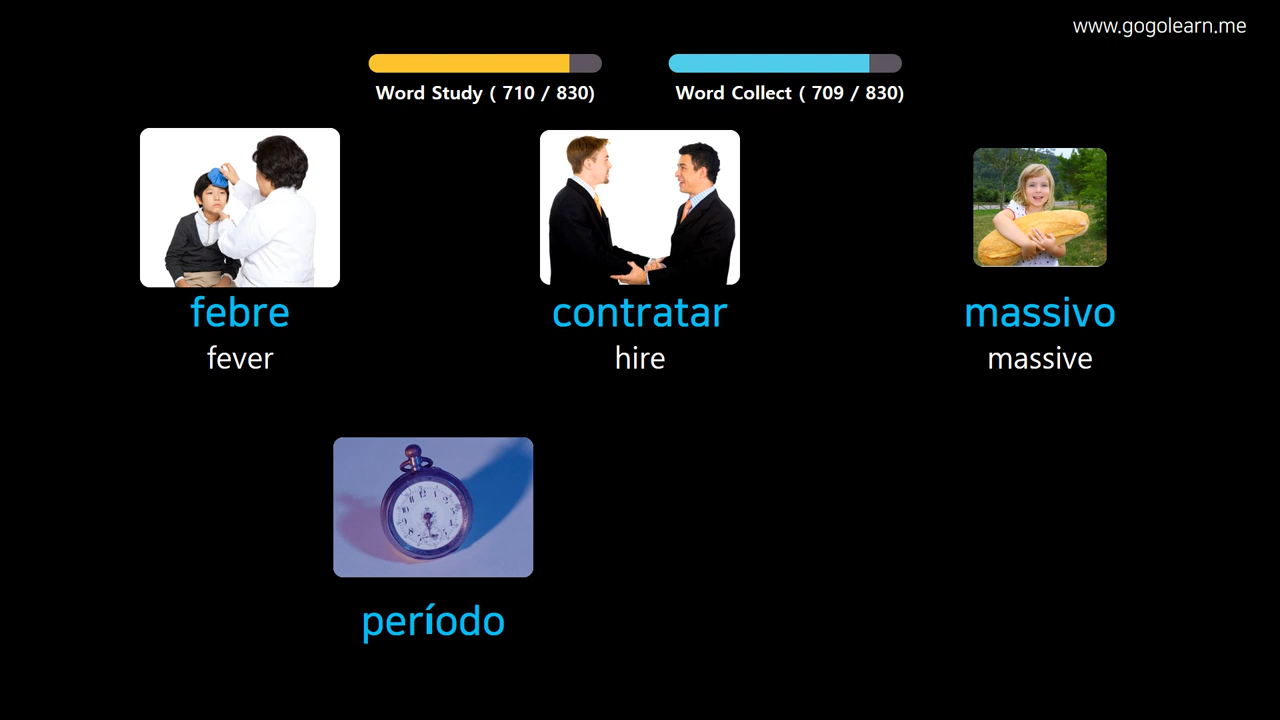 www.gogolearn.me
Word Study ( 710 / 830)
Word Collect ( 709 / 830)
febre
fever
contratar
hire
massivo
massive
período